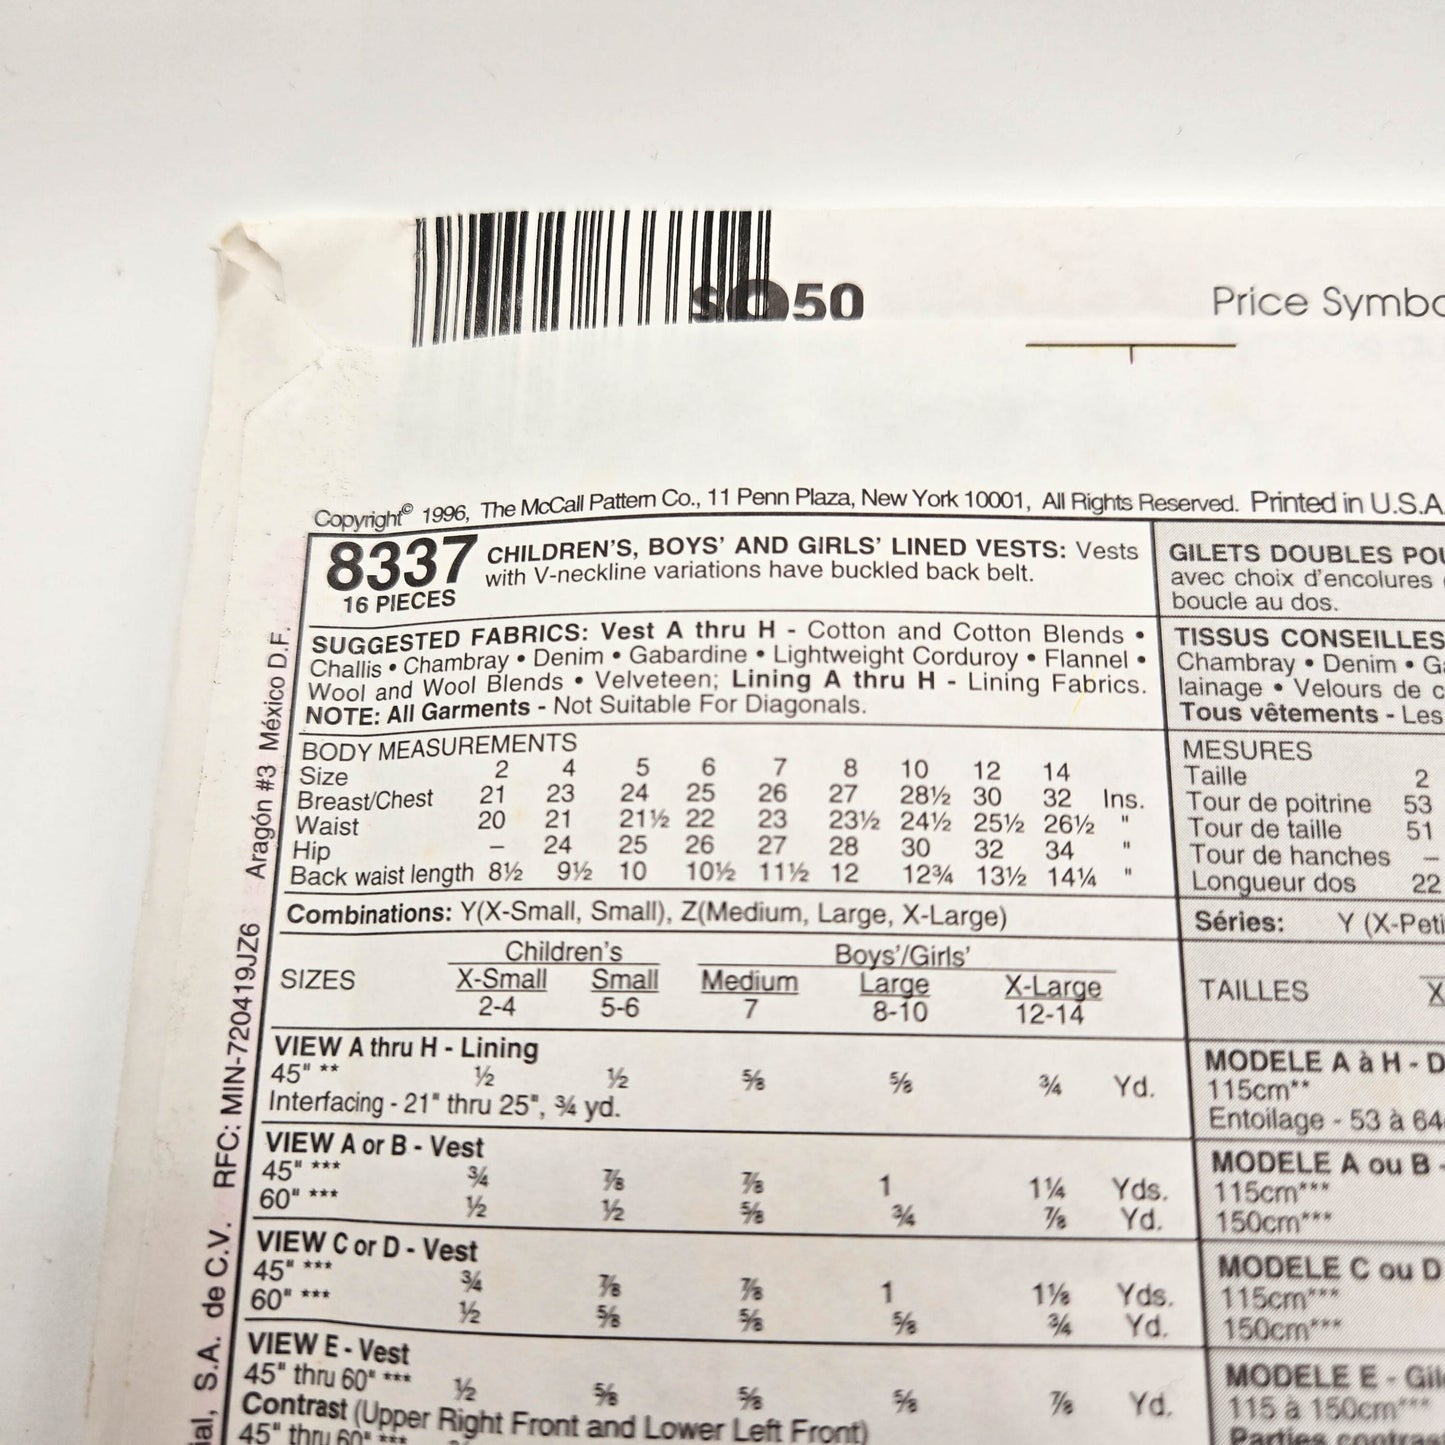 50
Price Symbo
Copyright© 1996, The McCall Pattern Co., 11 Penn Plaza, New York 10001, All Rights Reserved. Printed in U.S.A.
8337
16 PIECES
CHILDREN'S, BOYS' AND GIRLS' LINED VESTS: Vests
with V-neckline variations have buckled back belt.
SUGGESTED FABRICS: Vest A thru H - Cotton and Cotton Blends •
Challis • Chambray • Denim • Gabardine • Lightweight Corduroy • Flannel •
Wool and Wool Blends • Velveteen; Lining A thru H - Lining Fabrics.
NOTE: All Garments - Not Suitable For Diagonals.
BODY MEASUREMENTS
Size 2 4 5 6 7 8 10 12 14
Breast/Chest 21 23 24 25 26 27 28½ 30 32 Ins.
Waist 20 21 21½ 22 23 23½ 24½ 25½ 26½ "
Hip – 24 25 26 27 28 30 32 34 "
Back waist length 8½ 9½ 10 10½ 11½ 12 12¾ 13½ 14¼ "
Combinations: Y(X-Small, Small), Z(Medium, Large, X-Large)
Children's Boys'/Girls'
SIZES X-Small Small Medium Large X-Large
2-4 5-6 7 8-10 12-14
VIEW A thru H - Lining
45" ** ½ ½ ⅝ ⅝ ¾ Yd.
Interfacing - 21" thru 25", ¾ yd.
VIEW A or B - Vest
45" *** ¾ ⅞ ⅞ 1 1¼ Yds.
60" *** ½ ½ ⅝ ¾ ⅞ Yd.
VIEW C or D - Vest
45" *** ¾ ⅞ ⅞ 1 1⅛ Yds.
60" *** ½ ⅝ ⅝ ⅝ ¾ Yd.
VIEW E - Vest
45" thru 60" *** ½ ⅝ ⅝ ⅝ ⅞ Yd.
Contrast (Upper Right Front and Lower Left Front)
45" thru 60" ***
GILETS DOUBLES POU
avec choix d'encolures
boucle au dos.
TISSUS CONSEILLES
Chambray • Denim • Ga
lainage • Velours de c
Tous vêtements - Les
MESURES
Taille 2
Tour de poitrine 53
Tour de taille 51
Tour de hanches –
Longueur dos 22
Séries: Y (X-Peti
TAILLES X
MODELE A à H - D
115cm**
Entoilage - 53 à 64
MODELE A ou B -
115cm***
150cm***
MODELE C ou D
115cm***
150cm***
MODELE E - Gil
115 à 150cm***
Parties contras
ial, S.A. de C.V. RFC: MIN-720419JZ6 Aragón #3 México D.F.